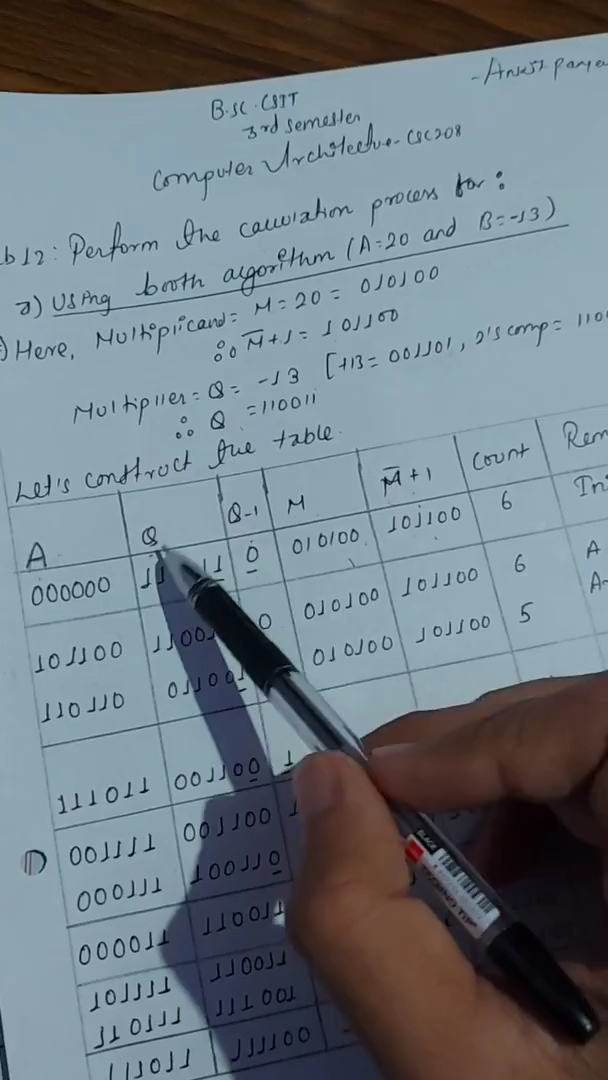 -Ankit
B.SC.CSIT
3rd semester
Computer Architecture-CSC208
b 12: Perform the calculation process for:
a) Using booth algorithm (A=20 and B=-13)
Here, Multiplicand= M=20 = 010100
∴ M̅+1 = 101100
Multiplier= Q= -13 [+13= 001101, 2's comp=
∴ Q =110011
Let's construct the table.
A Q Q-1 M M̅+1 Count
000000 0 010100 101100 6
101100 0 010100 101100 6 A
110110 011001 010100 101100 5
111011 001100 1
001111 001100
000111 100110
000011 110011
101111 110011
110111 111001
111011 111100